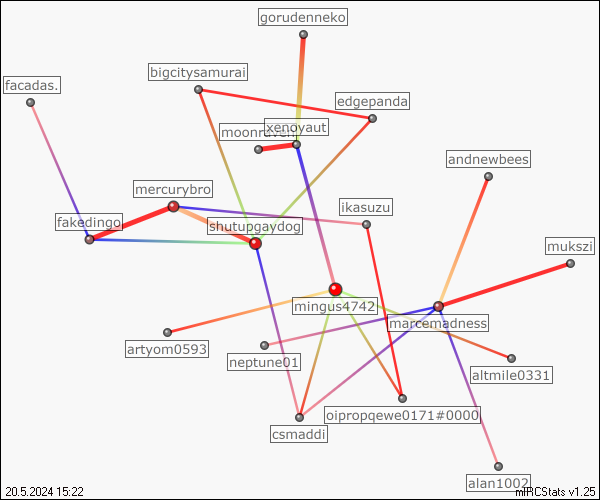 gorudenneko
bigcitysamurai
facadas.
edgepanda
moonraven
xenoyaut
andnewbees
mercurybro
ikasuzu
fakedingo
shutupgaydog
mukszi
mingus4742
marcemadness
artyom0593
neptune01
altmile0331
oipropqewe0171#0000
csmaddi
alan1002
20.5.2024 15:22
mIRCStats v1.25